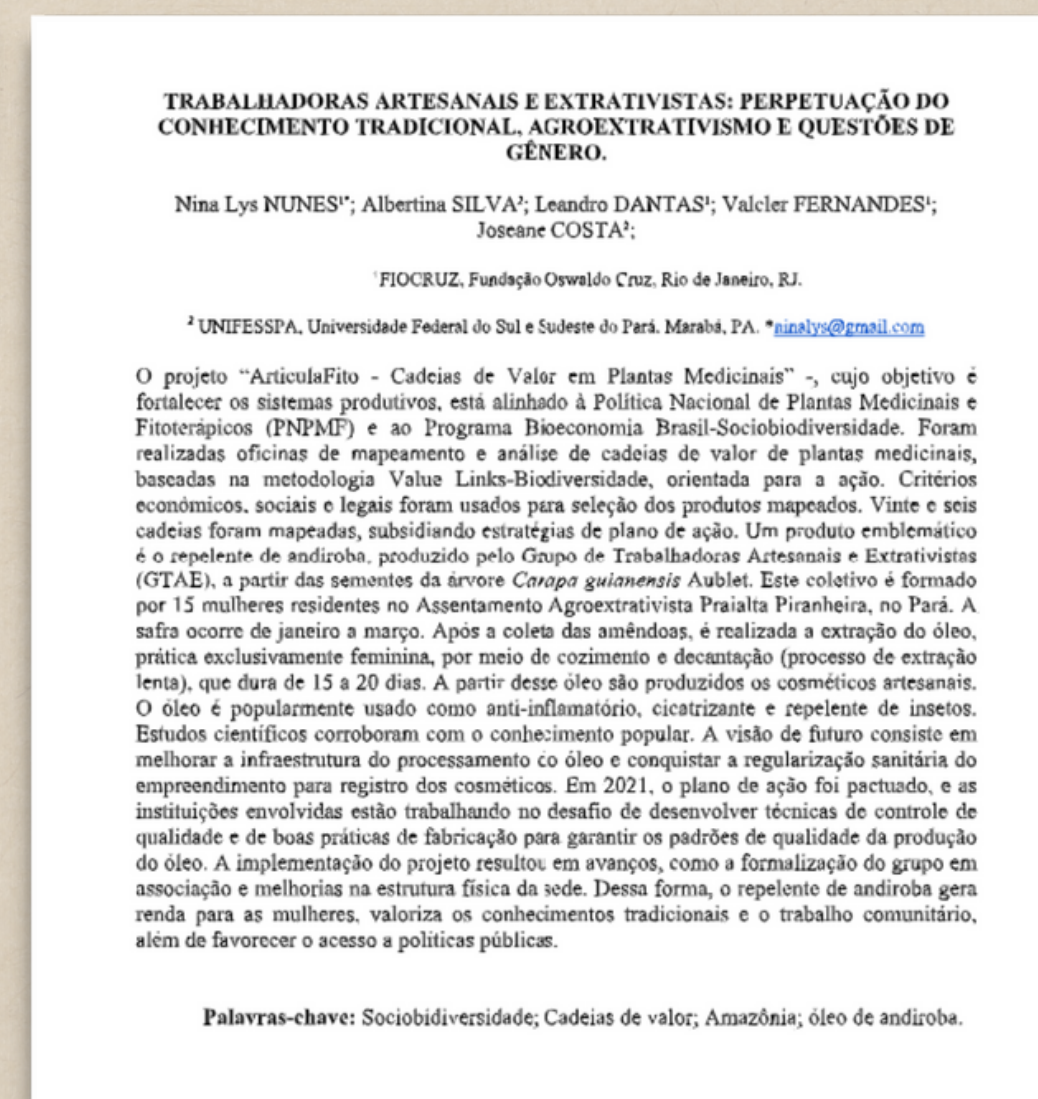 TRABALHADORAS ARTESANAIS E EXTRATIVISTAS: PERPETUAÇÃO DO
CONHECIMENTO TRADICIONAL, AGROEXTRATIVISMO E QUESTÕES DE
GÊNERO.
Nina Lys NUNES¹*; Albertina SILVA²; Leandro DANTAS¹; Valcler FERNANDES¹;
Joseane COSTA²;
¹FIOCRUZ, Fundação Oswaldo Cruz, Rio de Janeiro, RJ.
² UNIFESSPA, Universidade Federal do Sul e Sudeste do Pará. Marabá, PA. *ninalys@gmail.com
O projeto “ArticulaFito - Cadeias de Valor em Plantas Medicinais” -, cujo objetivo é
fortalecer os sistemas produtivos, está alinhado à Política Nacional de Plantas Medicinais e
Fitoterápicos (PNPMF) e ao Programa Bioeconomia Brasil-Sociobiodiversidade. Foram
realizadas oficinas de mapeamento e análise de cadeias de valor de plantas medicinais,
baseadas na metodologia Value Links-Biodiversidade, orientada para a ação. Critérios
econômicos, sociais e legais foram usados para seleção dos produtos mapeados. Vinte e seis
cadeias foram mapeadas, subsidiando estratégias de plano de ação. Um produto emblemático
é o repelente de andiroba, produzido pelo Grupo de Trabalhadoras Artesanais e Extrativistas
(GTAE), a partir das sementes da árvore Carapa guianensis Aublet. Este coletivo é formado
por 15 mulheres residentes no Assentamento Agroextrativista Praialta Piranheira, no Pará. A
safra ocorre de janeiro a março. Após a coleta das amêndoas, é realizada a extração do óleo,
prática exclusivamente feminina, por meio de cozimento e decantação (processo de extração
lenta), que dura de 15 a 20 dias. A partir desse óleo são produzidos os cosméticos artesanais.
O óleo é popularmente usado como anti-inflamatório, cicatrizante e repelente de insetos.
Estudos científicos corroboram com o conhecimento popular. A visão de futuro consiste em
melhorar a infraestrutura do processamento do óleo e conquistar a regularização sanitária do
empreendimento para registro dos cosméticos. Em 2021, o plano de ação foi pactuado, e as
instituições envolvidas estão trabalhando no desafio de desenvolver técnicas de controle de
qualidade e de boas práticas de fabricação para garantir os padrões de qualidade da produção
do óleo. A implementação do projeto resultou em avanços, como a formalização do grupo em
associação e melhorias na estrutura física da sede. Dessa forma, o repelente de andiroba gera
renda para as mulheres, valoriza os conhecimentos tradicionais e o trabalho comunitário,
além de favorecer o acesso a políticas públicas.
Palavras-chave: Sociobidiversidade; Cadeias de valor; Amazônia; óleo de andiroba.